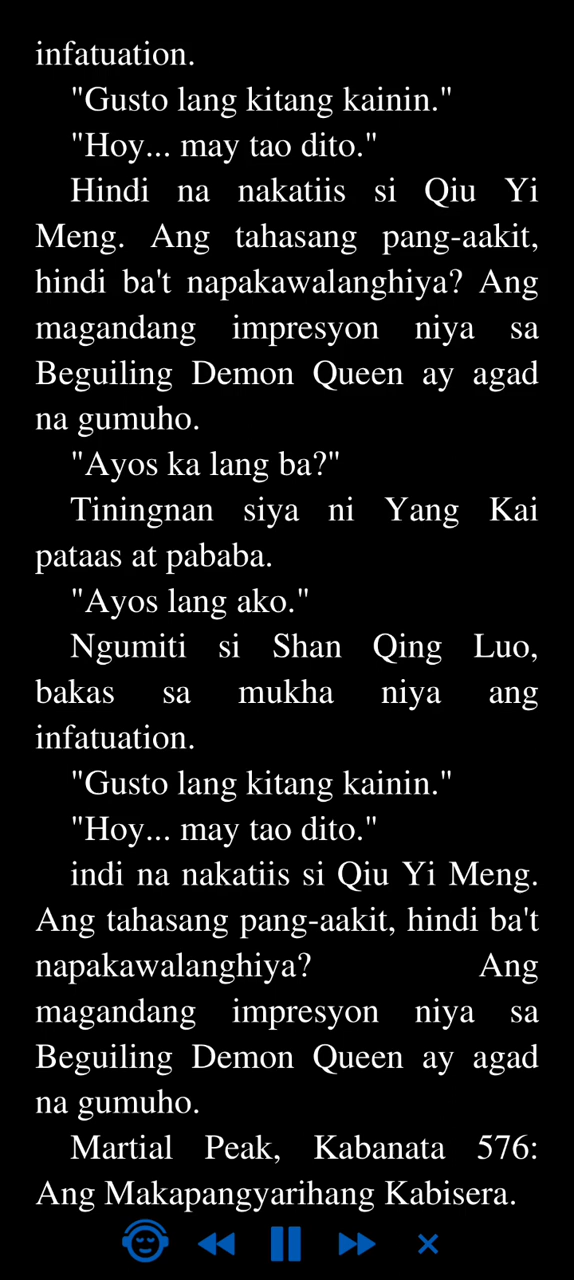 infatuation.
"Gusto lang kitang kainin."
"Hoy... may tao dito."
Hindi na nakatiis si Qiu Yi
Meng. Ang tahasang pang-aakit,
hindi ba't napakawalanghiya? Ang
magandang impresyon niya sa
Beguiling Demon Queen ay agad
na gumuho.
"Ayos ka lang ba?"
Tiningnan siya ni Yang Kai
pataas at pababa.
"Ayos lang ako."
Ngumiti si Shan Qing Luo,
bakas sa mukha niya ang
infatuation.
"Gusto lang kitang kainin."
"Hoy... may tao dito."
indi na nakatiis si Qiu Yi Meng.
Ang tahasang pang-aakit, hindi ba't
napakawalanghiya? Ang
magandang impresyon niya sa
Beguiling Demon Queen ay agad
na gumuho.
Martial Peak, Kabanata 576:
Ang Makapangyarihang Kabisera.